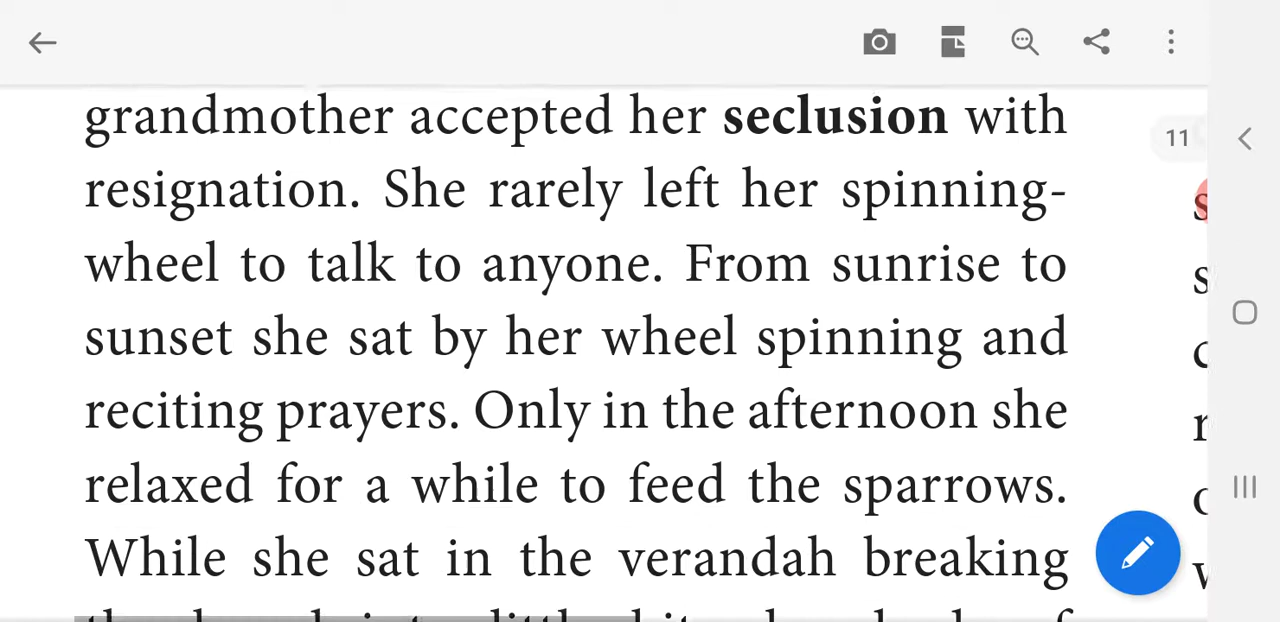 grandmother accepted her seclusion with
11
resignation. She rarely left her spinning-
wheel to talk to anyone. From sunrise to
sunset she sat by her wheel spinning and
reciting prayers. Only in the afternoon she
relaxed for a while to feed the sparrows.
While she sat in the verandah breaking